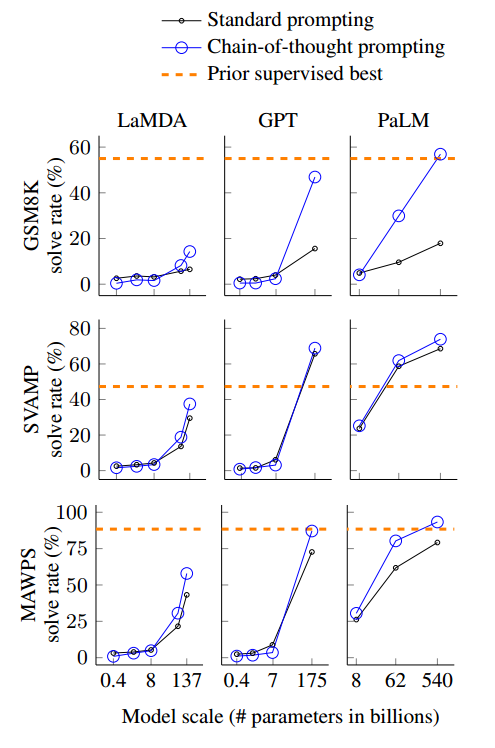 Standard prompting
Chain-of-thought prompting
Prior supervised best
LaMDA GPT PaLM
GSM8K
solve rate (%)
60
40
20
0
SVAMP
solve rate (%)
80
60
40
20
0
MAWPS
solve rate (%)
100
75
50
25
0
0.4 8 137 0.4 7 175 8 62 540
Model scale (# parameters in billions)